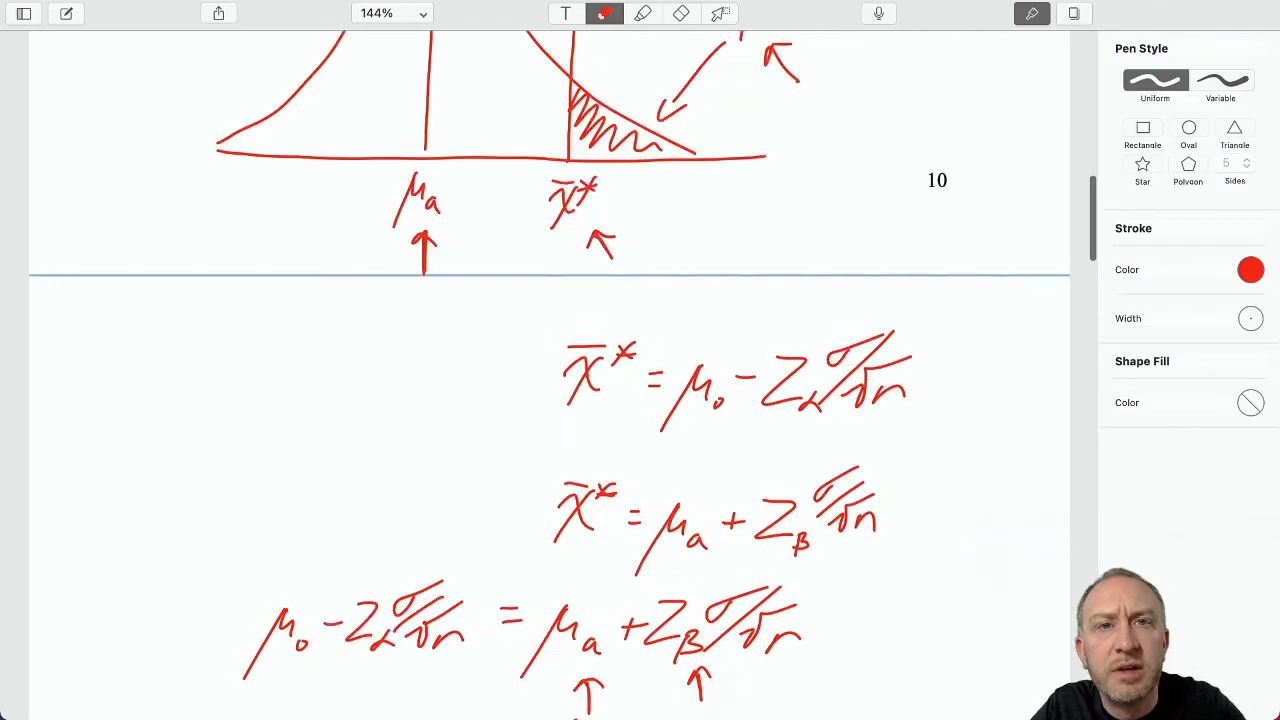 144%
T
Pen Style
Uniform
Variable
Rectangle
Oval
Triangle
Star
Polygon
5
Sides
Stroke
Color
Width
Shape Fill
Color
μa
x̄*
10
x̄* = μ₀ - Zα σ/√n
x̄* = μa + Zβ σ/√n
μ₀ - Zα σ/√n = μa + Zβ σ/√n